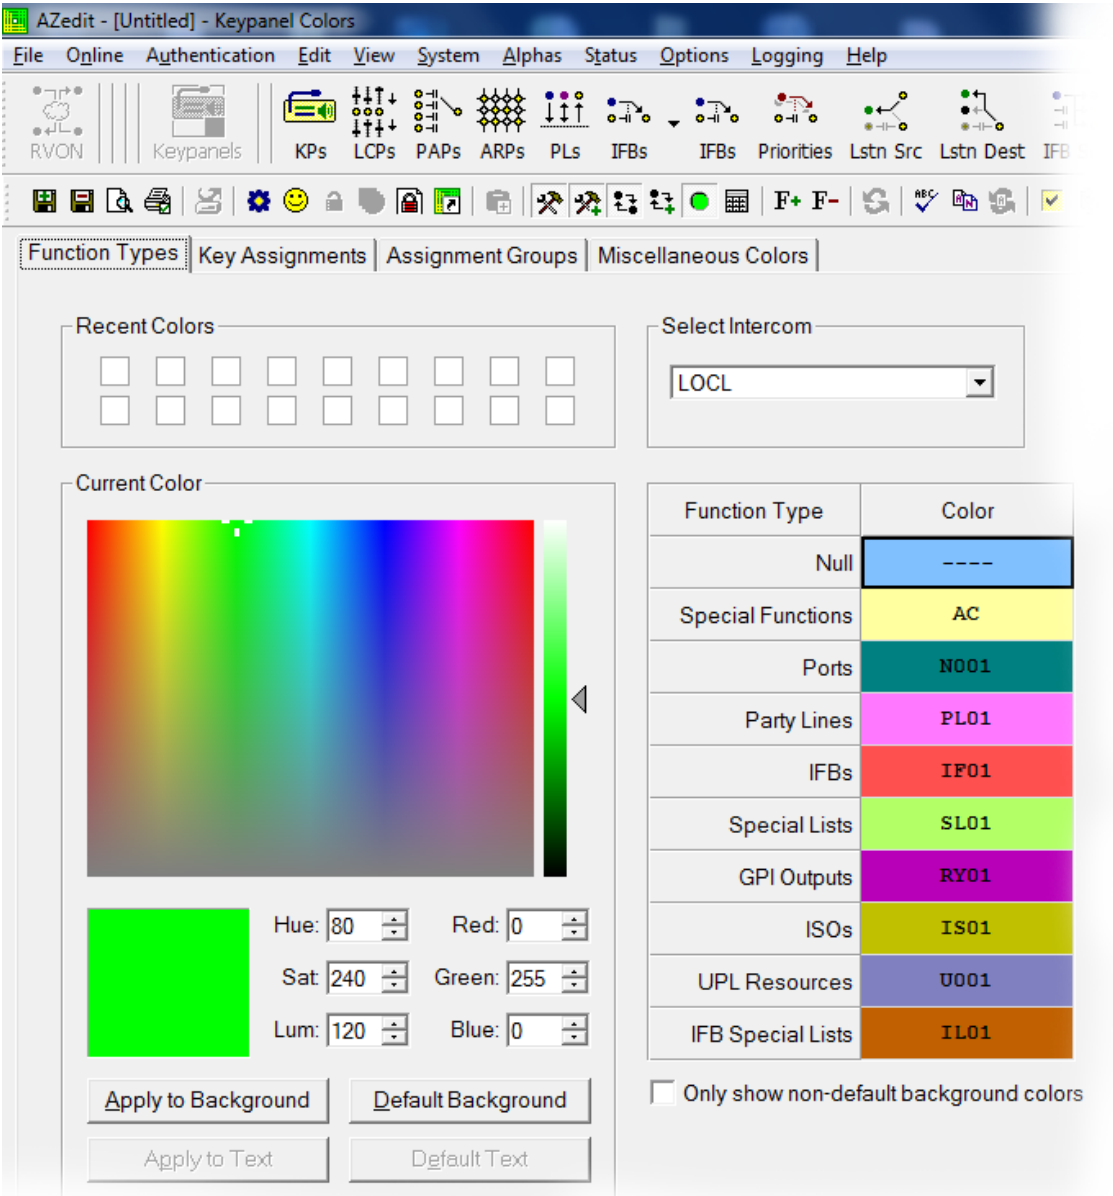 AZedit - [Untitled] - Keypanel Colors
File Online Authentication Edit View System Alphas Status Options Logging Help
RVON Keypanels KPs LCPs PAPs ARPs PLs IFBs IFBs Priorities Lstn Src Lstn Dest IFB
F+ F- ABC
Function Types Key Assignments Assignment Groups Miscellaneous Colors
Recent Colors
Select Intercom
LOCL
Current Color
Function Type Color
Null ----
Special Functions AC
Ports N001
Party Lines PL01
IFBs IF01
Special Lists SL01
GPI Outputs RY01
ISOs IS01
UPL Resources U001
IFB Special Lists IL01
Hue: 80 Red: 0
Sat: 240 Green: 255
Lum: 120 Blue: 0
Apply to Background Default Background
Only show non-default background colors
Apply to Text Default Text